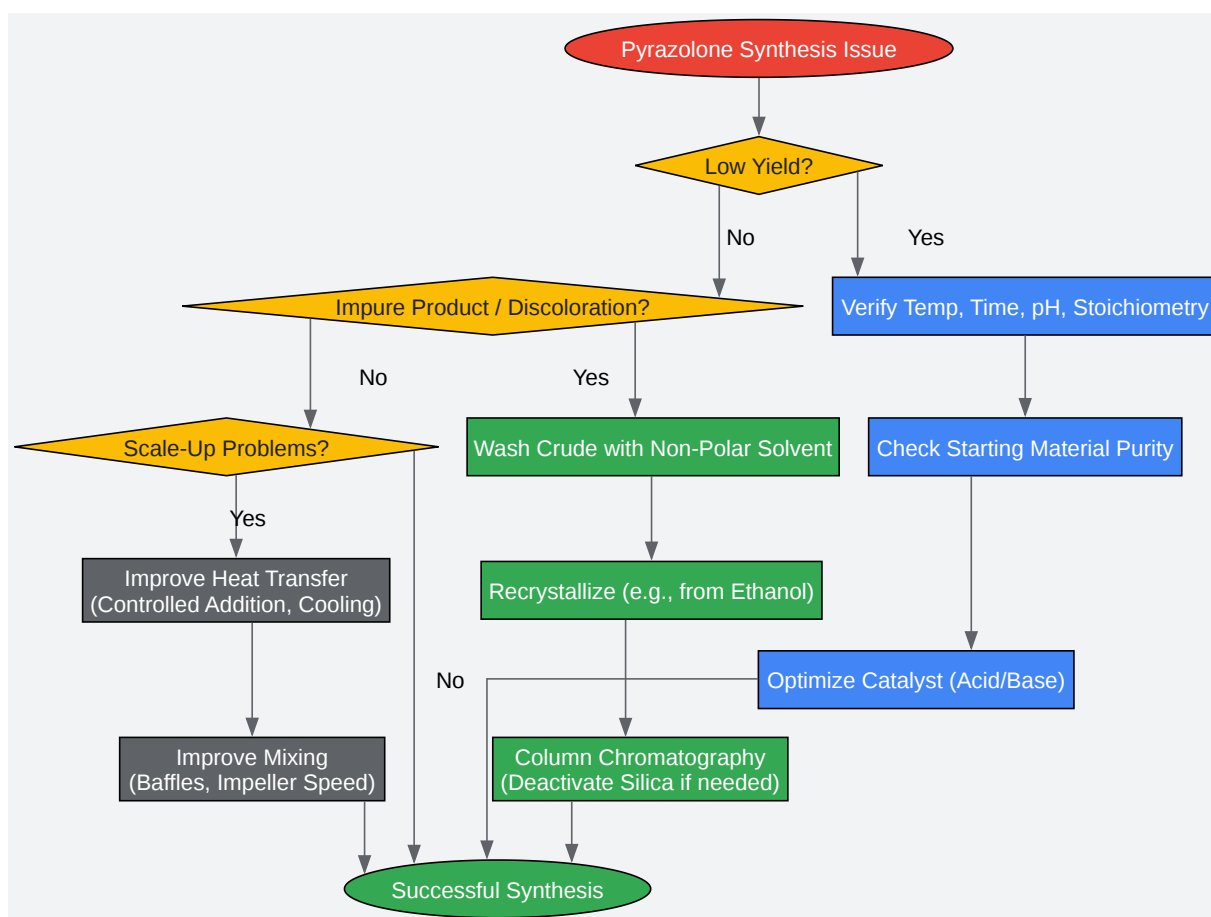 Pyrazolone Synthesis Issue
Low Yield?
No
Yes
Impure Product / Discoloration?
Verify Temp, Time, pH, Stoichiometry
No
Yes
Scale-Up Problems?
Wash Crude with Non-Polar Solvent
Check Starting Material Purity
Yes
Improve Heat Transfer
(Controlled Addition, Cooling)
Recrystallize (e.g., from Ethanol)
No
Optimize Catalyst (Acid/Base)
Improve Mixing
(Baffles, Impeller Speed)
Column Chromatography
(Deactivate Silica if needed)
Successful Synthesis